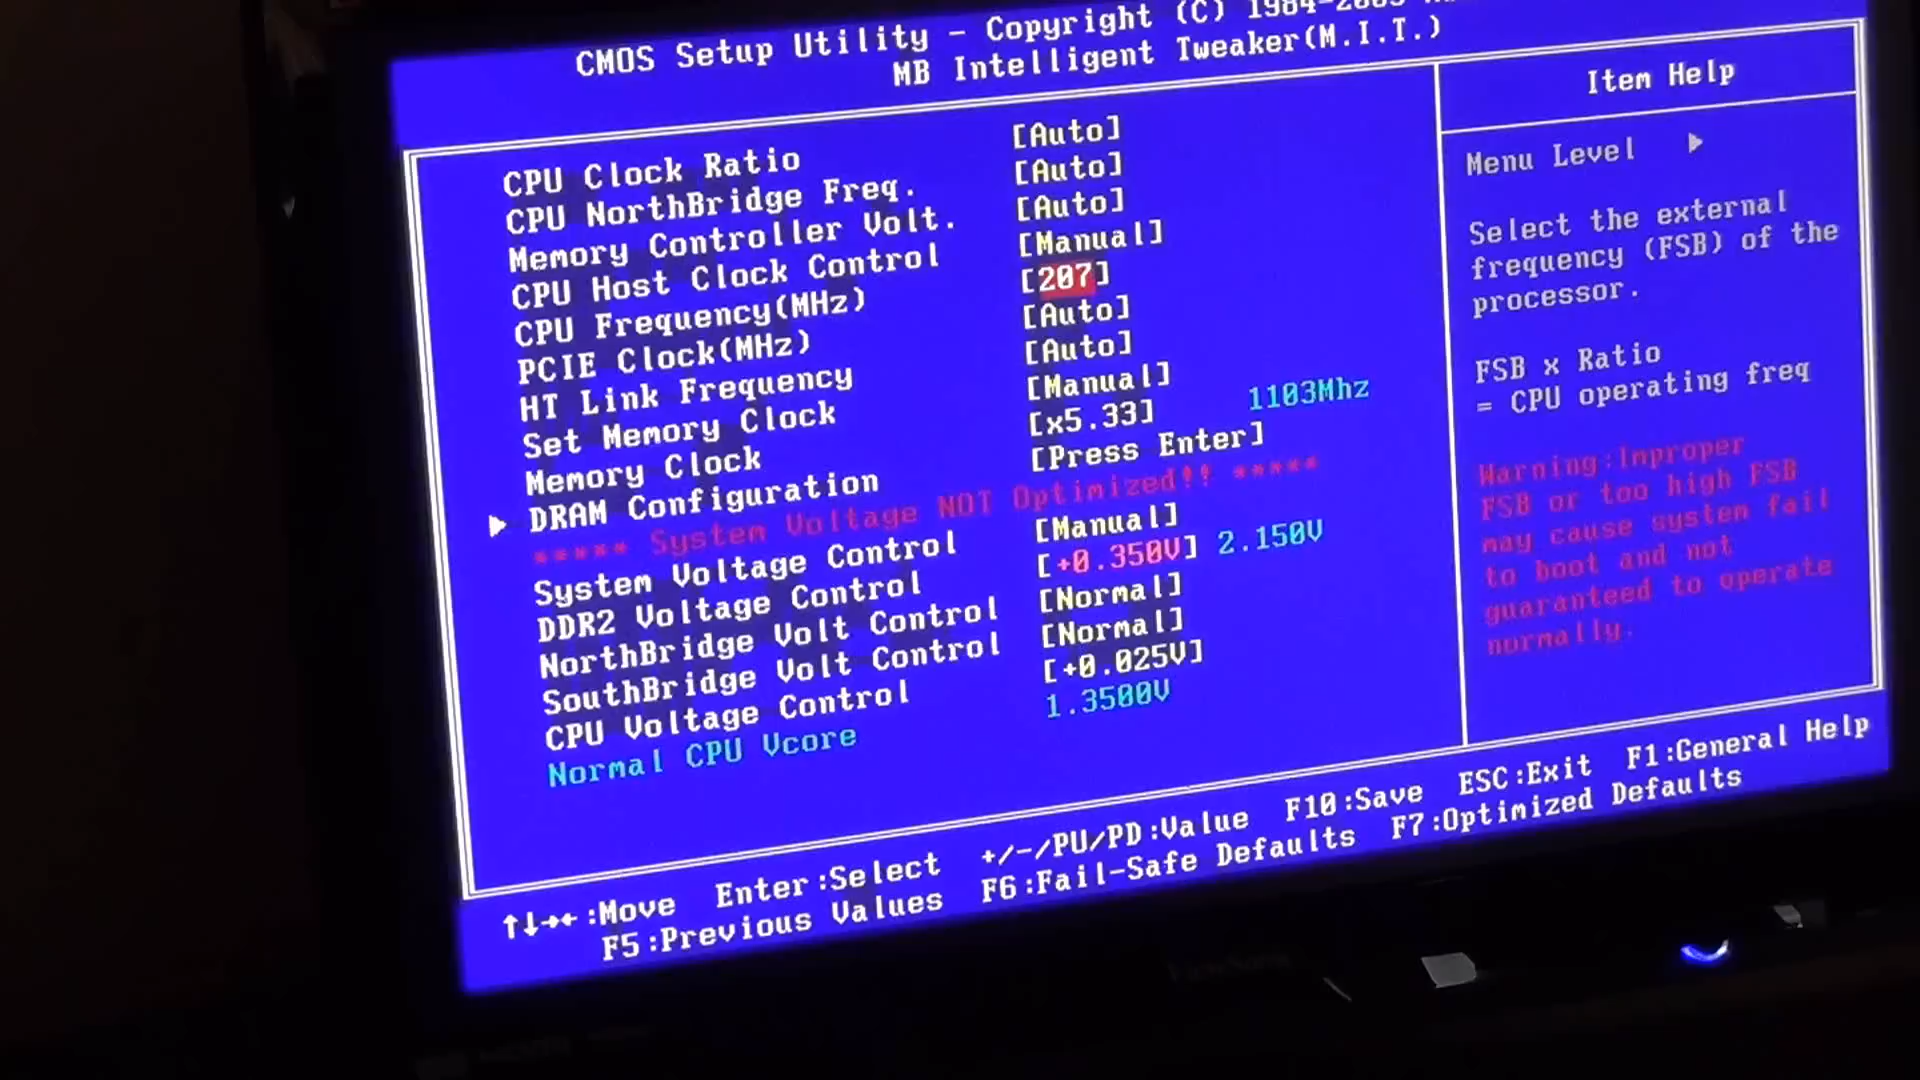 CMOS Setup Utility - Copyright (C)
MB Intelligent Tweaker(M.I.T.)
CPU Clock Ratio [Auto]
CPU NorthBridge Freq. [Auto]
Memory Controller Volt. [Auto]
CPU Host Clock Control [Manual]
CPU Frequency(MHz) [207]
PCIE Clock(MHz) [Auto]
HT Link Frequency [Auto]
Set Memory Clock [Manual]
Memory Clock [x5.33] 1103Mhz
DRAM Configuration [Press Enter]
***** System Voltage NOT Optimized!! *****
System Voltage Control [Manual]
DDR2 Voltage Control [+0.350V] 2.150V
NorthBridge Volt Control [Normal]
SouthBridge Volt Control [Normal]
CPU Voltage Control [+0.025V]
Normal CPU Vcore 1.3500V
Item Help
Menu Level ▶
Select the external
frequency (FSB) of the
processor.
FSB x Ratio
= CPU operating freq
Warning:Improper
FSB or too high FSB
may cause system fail
to boot and not
guaranteed to operate
normally.
↑↓→←:Move Enter:Select +/-/PU/PD:Value F10:Save ESC:Exit F1:General Help
F5:Previous Values F6:Fail-Safe Defaults F7:Optimized Defaults